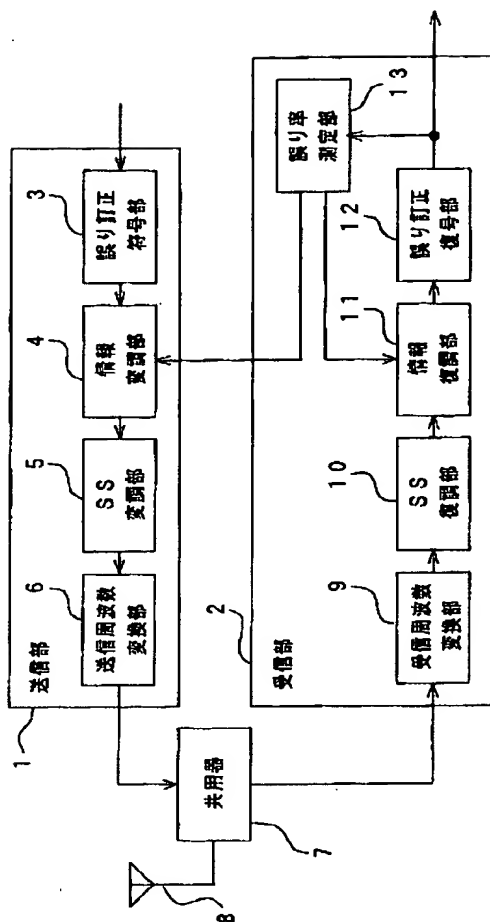 1
送信部
6
送信周波数
変換部
5
SS
変調部
4
情報
変調部
3
誤り訂正
符号部
8
7
共用器
2
受信部
9
受信周波数
変換部
10
SS
復調部
11
情報
復調部
12
誤り訂正
復号部
13
誤り率
測定部